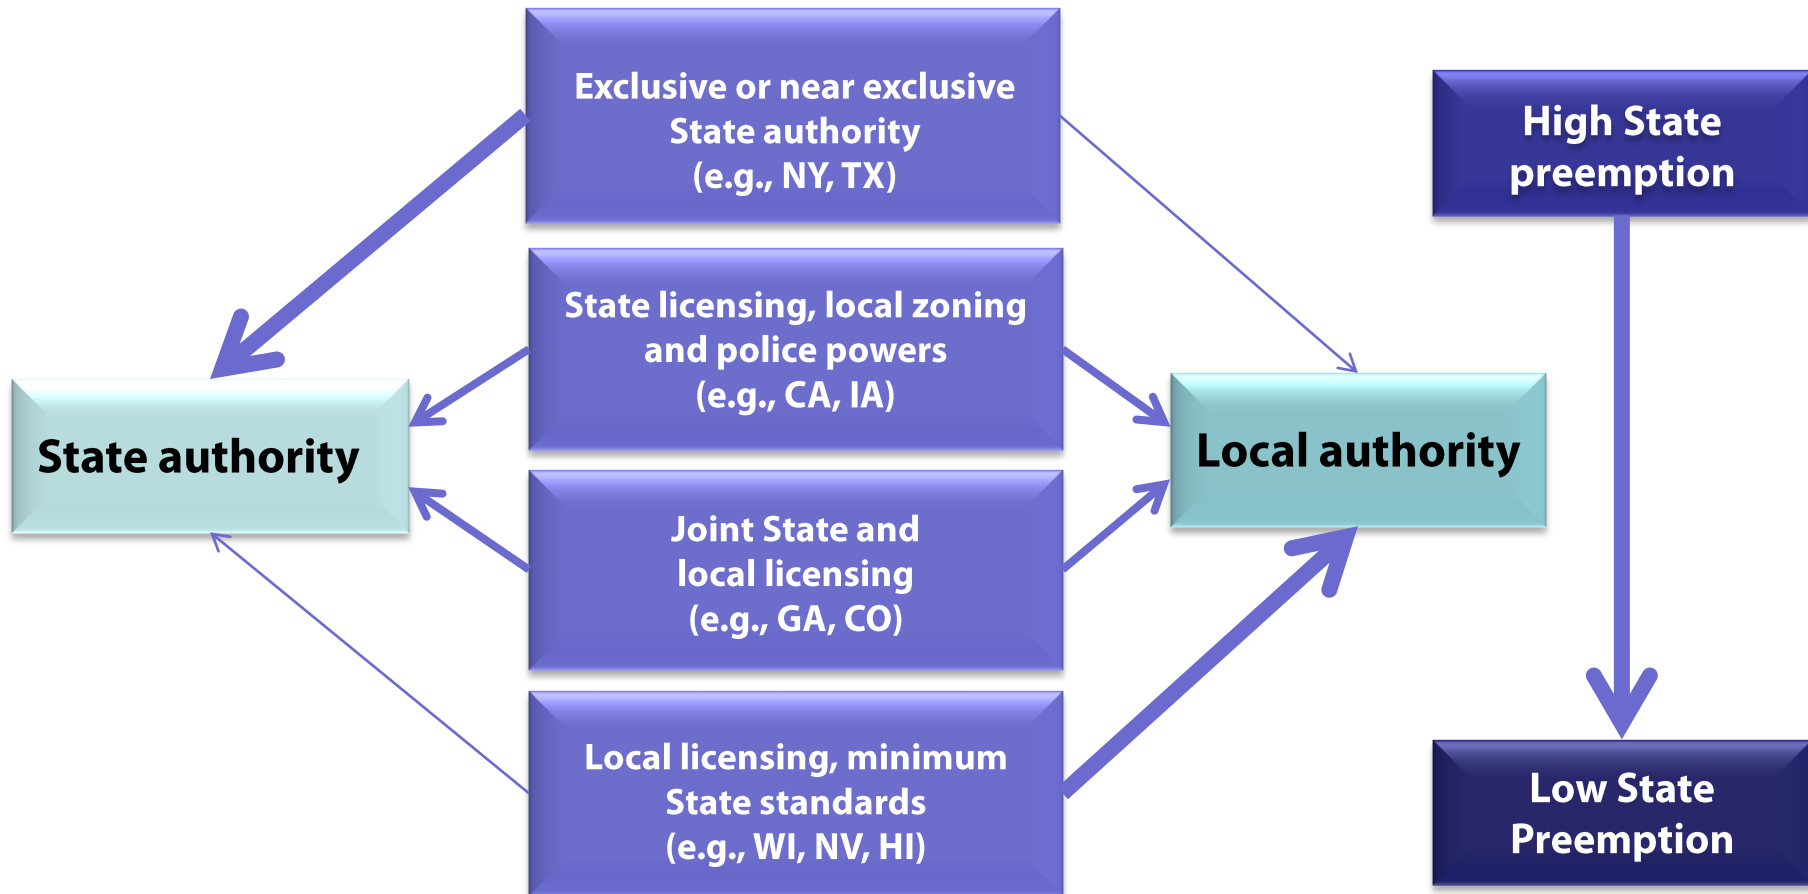 Exclusive or near exclusive
State authority
(e.g., NY, TX)
State licensing, local zoning
and police powers
(e.g., CA, IA)
Joint State and
local licensing
(e.g., GA, CO)
Local licensing, minimum
State standards
(e.g., WI, NV, HI)
State authority
Local authority
High State
preemption
Low State
Preemption